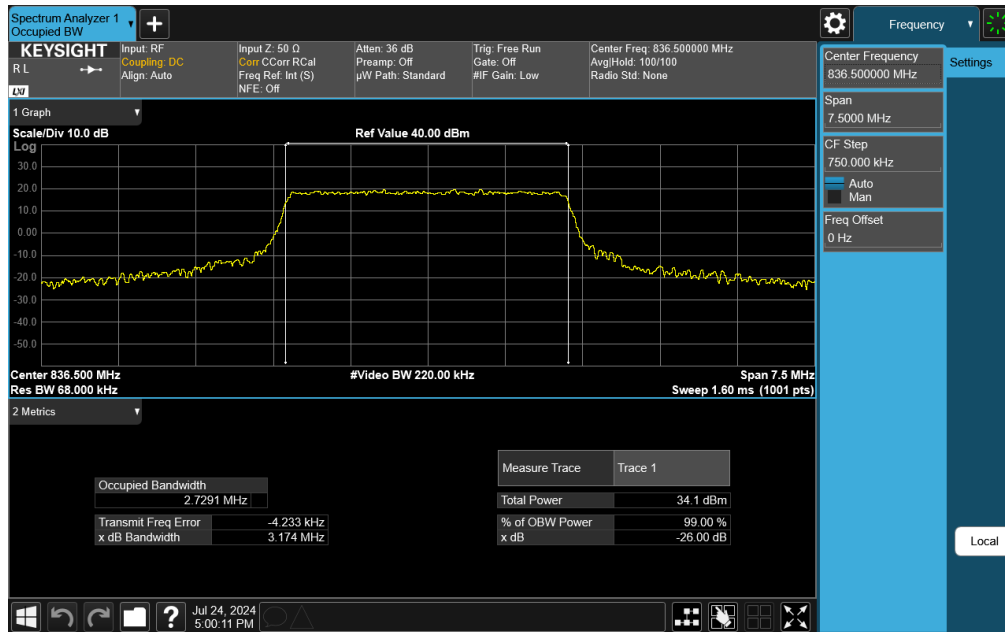 Spectrum Analyzer 1
Occupied BW
+
Frequency
KEYSIGHT
R L
LXI
Input: RF
Coupling: DC
Align: Auto
Input Z: 50 Ω
Corr CCorr RCal
Freq Ref: Int (S)
NFE: Off
Atten: 36 dB
Preamp: Off
µW Path: Standard
Trig: Free Run
Gate: Off
#IF Gain: Low
Center Freq: 836.500000 MHz
Avg|Hold: 100/100
Radio Std: None
Center Frequency
836.500000 MHz
Settings
Span
7.5000 MHz
CF Step
750.000 kHz
Auto
Man
Freq Offset
0 Hz
Local
1 Graph
Scale/Div 10.0 dB
Ref Value 40.00 dBm
Log
30.0
20.0
10.0
0.00
-10.0
-20.0
-30.0
-40.0
-50.0
Center 836.500 MHz
#Video BW 220.00 kHz
Span 7.5 MHz
Res BW 68.000 kHz
Sweep 1.60 ms (1001 pts)
2 Metrics
Occupied Bandwidth
2.7291 MHz
Transmit Freq Error -4.233 kHz
x dB Bandwidth 3.174 MHz
Measure Trace Trace 1
Total Power 34.1 dBm
% of OBW Power 99.00 %
x dB -26.00 dB
?
Jul 24, 2024
5:00:11 PM